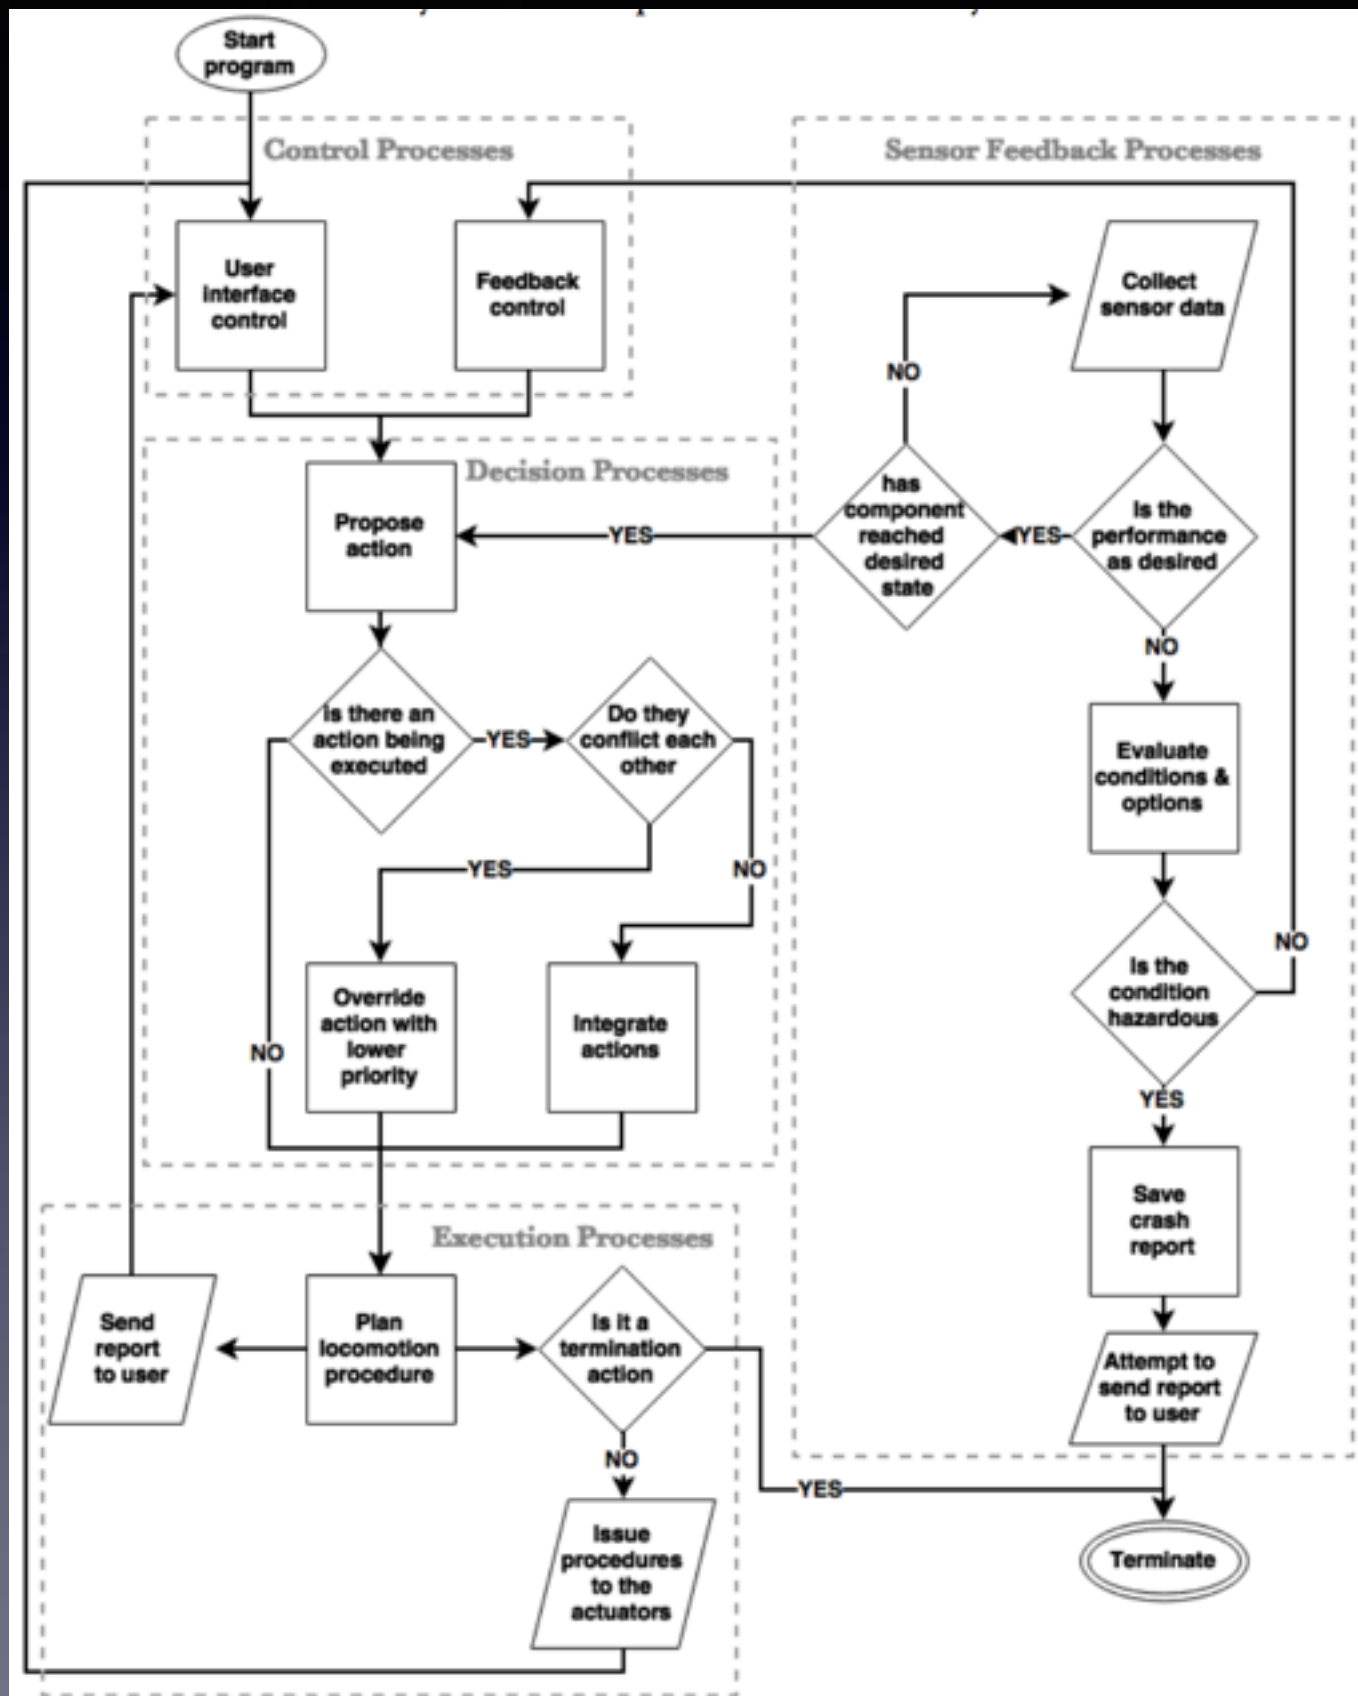 Start
program
Control Processes
Sensor Feedback Processes
User
interface
control
Feedback
control
Collect
sensor data
NO
Decision Processes
Propose
action
YES
has
component
reached
desired
state
YES
Is the
performance
as desired
NO
Is there an
action being
executed
YES
Do they
conflict each
other
Evaluate
conditions &
options
YES
NO
NO
Is the
condition
hazardous
Override
action with
lower
priority
Integrate
actions
NO
YES
Save
crash
report
Execution Processes
Send
report
to user
Plan
locomotion
procedure
Is it a
termination
action
Attempt to
send report
to user
NO
YES
Issue
procedures
to the
actuators
Terminate